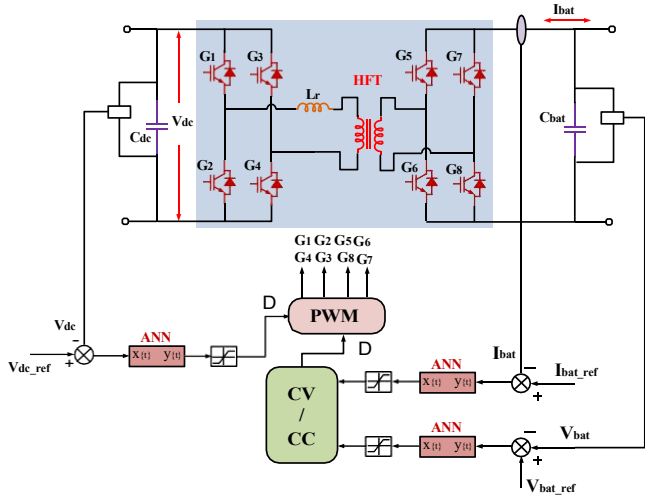 Ibat
G1
G3
G5
G7
HFT
Lr
Cdc
Vdc
Cbat
G2
G4
G6
G8
G1 G2 G5 G6
G4 G3 G8 G7
D
PWM
Vdc
-
ANN
x{t} y{t}
Vdc_ref
+
D
Ibat
-
ANN
x{t} y{t}
Ibat_ref
+
CV
/
CC
ANN
x{t} y{t}
-
Vbat
+
Vbat_ref